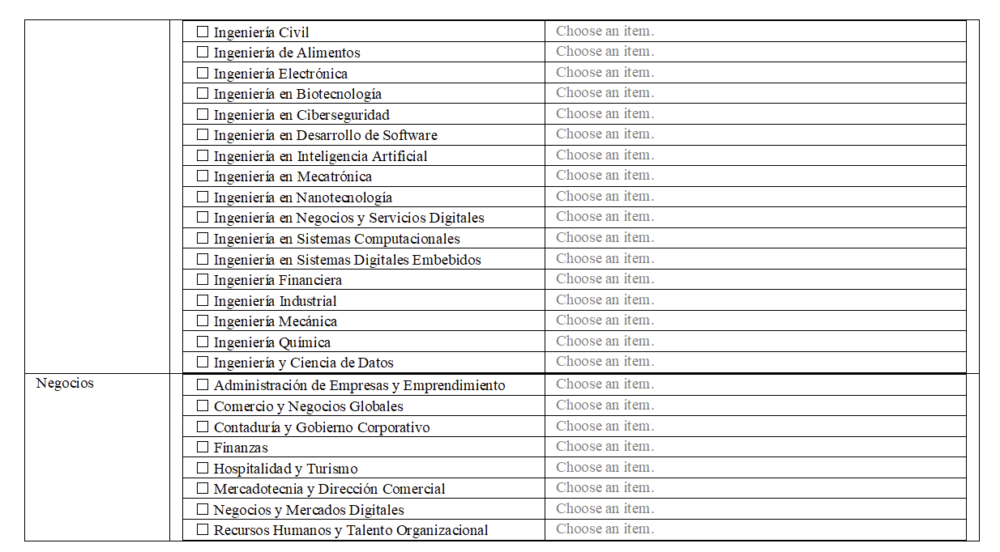 ☐ Ingeniería Civil Choose an item.
☐ Ingeniería de Alimentos Choose an item.
☐ Ingeniería Electrónica Choose an item.
☐ Ingeniería en Biotecnología Choose an item.
☐ Ingeniería en Ciberseguridad Choose an item.
☐ Ingeniería en Desarrollo de Software Choose an item.
☐ Ingeniería en Inteligencia Artificial Choose an item.
☐ Ingeniería en Mecatrónica Choose an item.
☐ Ingeniería en Nanotecnología Choose an item.
☐ Ingeniería en Negocios y Servicios Digitales Choose an item.
☐ Ingeniería en Sistemas Computacionales Choose an item.
☐ Ingeniería en Sistemas Digitales Embebidos Choose an item.
☐ Ingeniería Financiera Choose an item.
☐ Ingeniería Industrial Choose an item.
☐ Ingeniería Mecánica Choose an item.
☐ Ingeniería Química Choose an item.
☐ Ingeniería y Ciencia de Datos Choose an item.
Negocios ☐ Administración de Empresas y Emprendimiento Choose an item.
☐ Comercio y Negocios Globales Choose an item.
☐ Contaduría y Gobierno Corporativo Choose an item.
☐ Finanzas Choose an item.
☐ Hospitalidad y Turismo Choose an item.
☐ Mercadotecnia y Dirección Comercial Choose an item.
☐ Negocios y Mercados Digitales Choose an item.
☐ Recursos Humanos y Talento Organizacional Choose an item.